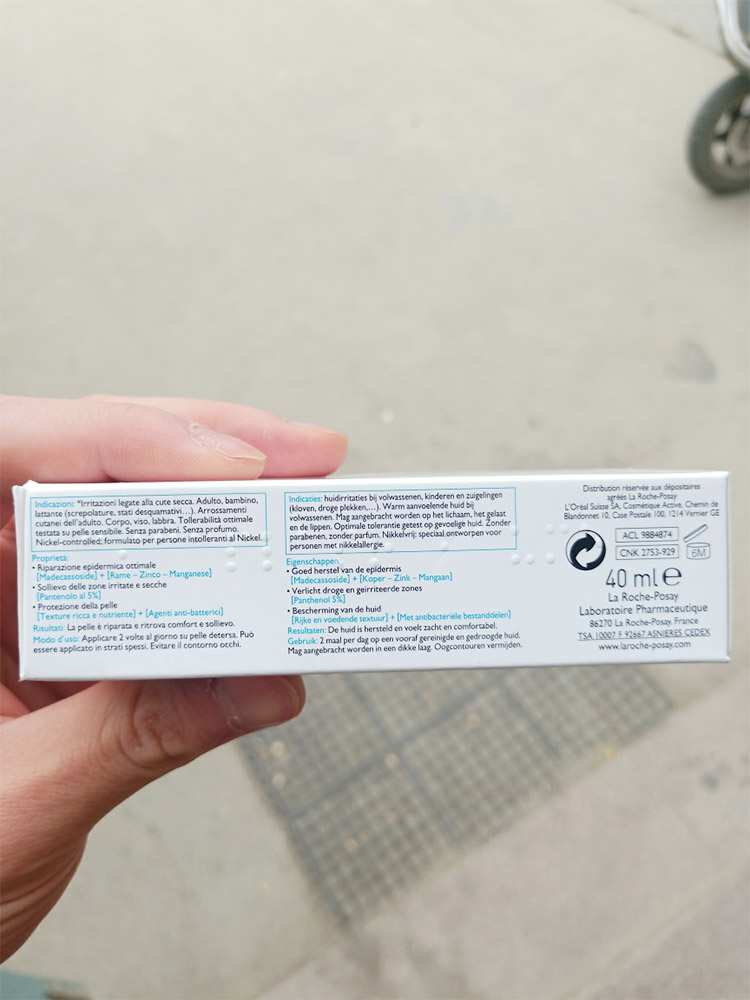 Indicazioni: *Irritazioni legate alla cute secca. Adulto, bambino,
lattante (screpolature, stati desquamativi...). Arrossamenti
cutanei dell'adulto. Corpo, viso, labbra. Tollerabilità ottimale
testata su pelle sensibile. Senza parabeni. Senza profumo.
Nickel-controlled: formulato per persone intolleranti al Nickel.
Proprietà:
• Riparazione epidermica ottimale
[Madecassoside] + [Rame – Zinco – Manganese]
• Sollievo delle zone irritate e secche
[Pantenolo al 5%]
• Protezione della pelle
[Texture ricca e nutriente] + [Agenti anti-batterici]
Risultati: La pelle è riparata e ritrova comfort e sollievo.
Modo d'uso: Applicare 2 volte al giorno su pelle detersa. Può
essere applicato in strati spessi. Evitare il contorno occhi.
Indicaties: huidirritaties bij volwassenen, kinderen en zuigelingen
(kloven, droge plekken,...). Warm aanvoelende huid bij
volwassenen. Mag aangebracht worden op het lichaam, het gelaat
en de lippen. Optimale tolerantie getest op gevoelige huid. Zonder
parabenen, zonder parfum. Nikkelvrij: speciaal ontworpen voor
personen met nikkelallergie.
Eigenschappen:
• Goed herstel van de epidermis
[Madecassoside] + [Koper – Zink – Mangaan]
• Verlicht droge en geïrriteerde zones
[Panthenol 5%]
• Bescherming van de huid
[Rijke en voedende textuur] + [Met antibacteriële bestanddelen]
Resultaten: De huid is hersteld en voelt zacht en comfortabel.
Gebruik: 2 maal per dag op een vooraf gereinigde en gedroogde huid.
Mag aangebracht worden in een dikke laag. Oogcontouren vermijden.
Distribution réservée aux dépositaires
agréés La Roche-Posay
L'Oréal Suisse SA, Cosmétique Active, Chemin de
Blandonnet 10, Case Postale 100, 1214 Vernier GE
ACL 9884874
CNK 2753-929
6M
40 ml e
La Roche-Posay
Laboratoire Pharmaceutique
86270 La Roche-Posay, France
TSA 10007 F 92667 ASNIERES CEDEX
www.laroche-posay.com